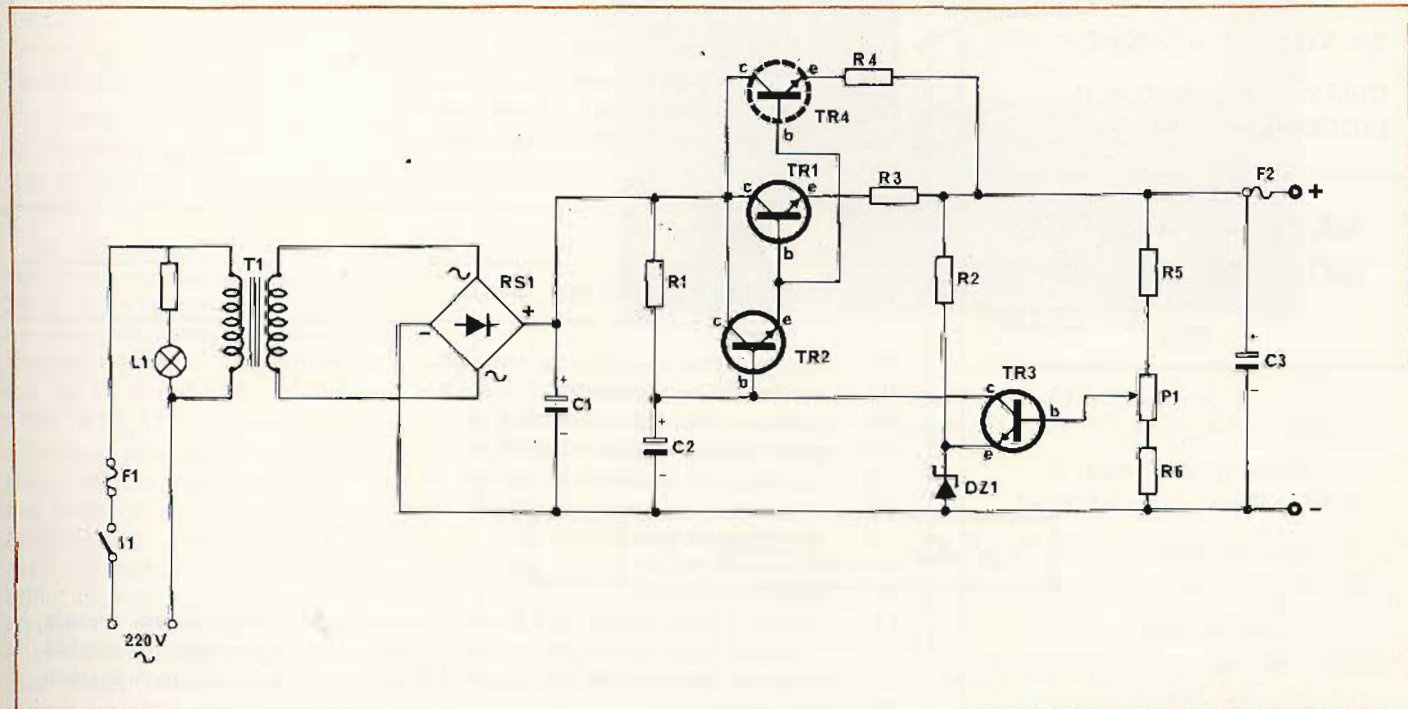 c
e
R4
TR4
b
TR1
c
e
R3
F2
+
b
T1
RS1
+
−
R1
R2
R5
c
e
TR2
b
L1
+
C1
−
+
C2
−
TR3
c
b
e
P1
+
C3
−
F1
DZ1
R6
−
I1
220 V